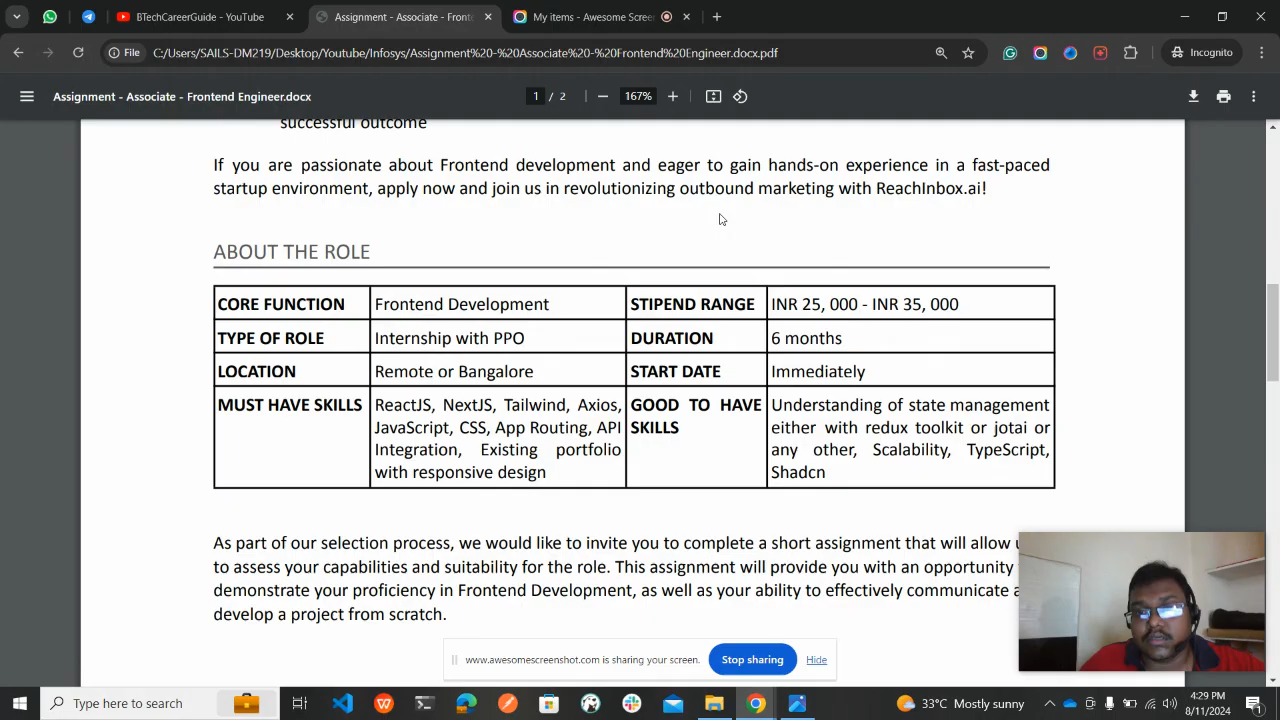 BTechCareerGuide - YouTube
Assignment - Associate - Fronte
My items - Awesome Screen
File
C:/Users/SAILS-DM219/Desktop/Youtube/Infosys/Assignment%20-%20Associate%20-%20Frontend%20Engineer.docx.pdf
Incognito
Assignment - Associate - Frontend Engineer.docx
1 / 2
167%
successful outcome
If you are passionate about Frontend development and eager to gain hands-on experience in a fast-paced
startup environment, apply now and join us in revolutionizing outbound marketing with ReachInbox.ai!
ABOUT THE ROLE
CORE FUNCTION Frontend Development STIPEND RANGE INR 25, 000 - INR 35, 000
TYPE OF ROLE Internship with PPO DURATION 6 months
LOCATION Remote or Bangalore START DATE Immediately
MUST HAVE SKILLS ReactJS, NextJS, Tailwind, Axios, GOOD TO HAVE Understanding of state management
JavaScript, CSS, App Routing, API SKILLS either with redux toolkit or jotai or
Integration, Existing portfolio any other, Scalability, TypeScript,
with responsive design Shadcn
As part of our selection process, we would like to invite you to complete a short assignment that will allow
to assess your capabilities and suitability for the role. This assignment will provide you with an opportunity
demonstrate your proficiency in Frontend Development, as well as your ability to effectively communicate
develop a project from scratch.
www.awesomescreenshot.com is sharing your screen.
Stop sharing
Hide
Type here to search
33°C Mostly sunny
4:29 PM
8/11/2024